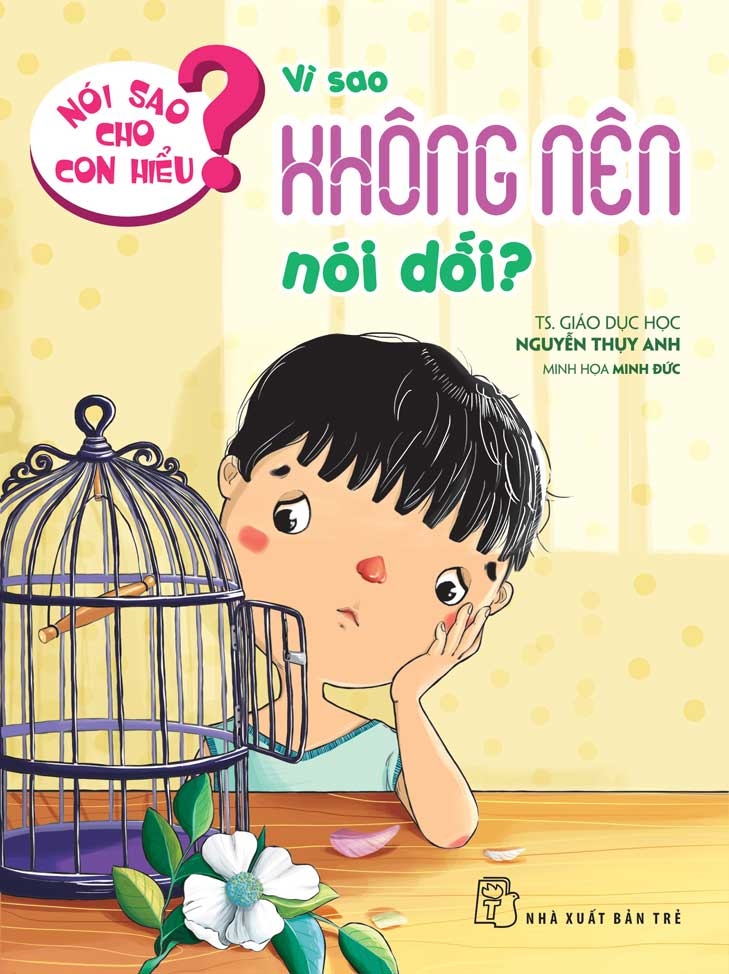 NÓI SAO
CHO
CON HIỂU
?
Vì sao
KHÔNG NÊN
nói dối?
TS. GIÁO DỤC HỌC
NGUYỄN THỤY ANH
MINH HỌA MINH ĐỨC
NHÀ XUẤT BẢN TRẺ